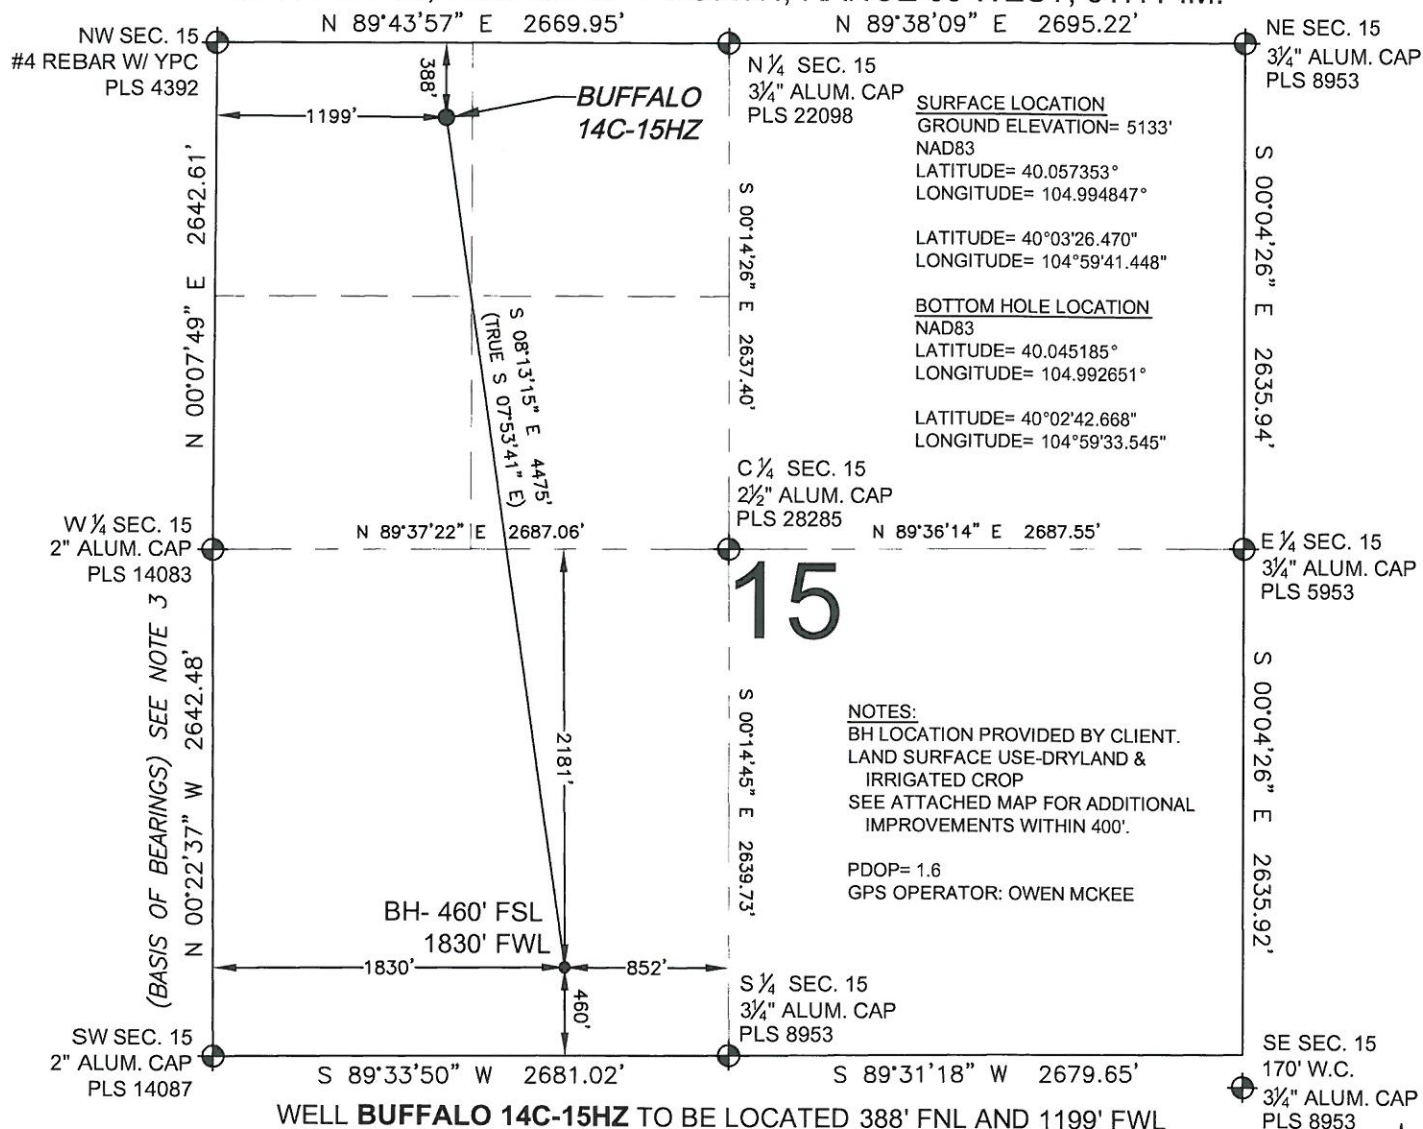 N 89°43'57" E 2669.95'
N 89°38'09" E 2695.22'
NW SEC. 15
#4 REBAR W/ YPC
PLS 4392
N ¼ SEC. 15
3¼" ALUM. CAP
PLS 22098
NE SEC. 15
3¼" ALUM. CAP
PLS 8953
388'
1199'
BUFFALO
14C-15HZ
SURFACE LOCATION
GROUND ELEVATION= 5133'
NAD83
LATITUDE= 40.057353°
LONGITUDE= 104.994847°
LATITUDE= 40°03'26.470"
LONGITUDE= 104°59'41.448"
BOTTOM HOLE LOCATION
NAD83
LATITUDE= 40.045185°
LONGITUDE= 104.992651°
LATITUDE= 40°02'42.668"
LONGITUDE= 104°59'33.545"
N 00°07'49" E 2642.61'
S 00°14'26" E 2637.40'
S 00°04'26" E 2635.94'
S 08°13'15" E 4475'
(TRUE S 07°53'41" E)
C ¼ SEC. 15
2½" ALUM. CAP
PLS 28285
W ¼ SEC. 15
2" ALUM. CAP
PLS 14083
N 89°37'22" E 2687.06'
N 89°36'14" E 2687.55'
E ¼ SEC. 15
3¼" ALUM. CAP
PLS 5953
15
(BASIS OF BEARINGS) SEE NOTE 3
N 00°22'37" W 2642.48'
2181'
S 00°14'45" E 2639.73'
S 00°04'26" E 2635.92'
NOTES:
BH LOCATION PROVIDED BY CLIENT.
LAND SURFACE USE-DRYLAND &
IRRIGATED CROP
SEE ATTACHED MAP FOR ADDITIONAL
IMPROVEMENTS WITHIN 400'.
PDOP= 1.6
GPS OPERATOR: OWEN MCKEE
BH- 460' FSL
1830' FWL
1830'
852'
460'
S ¼ SEC. 15
3¼" ALUM. CAP
PLS 8953
SW SEC. 15
2" ALUM. CAP
PLS 14087
SE SEC. 15
170' W.C.
3¼" ALUM. CAP
PLS 8953
S 89°33'50" W 2681.02'
S 89°31'18" W 2679.65'
WELL BUFFALO 14C-15HZ TO BE LOCATED 388' FNL AND 1199' FWL